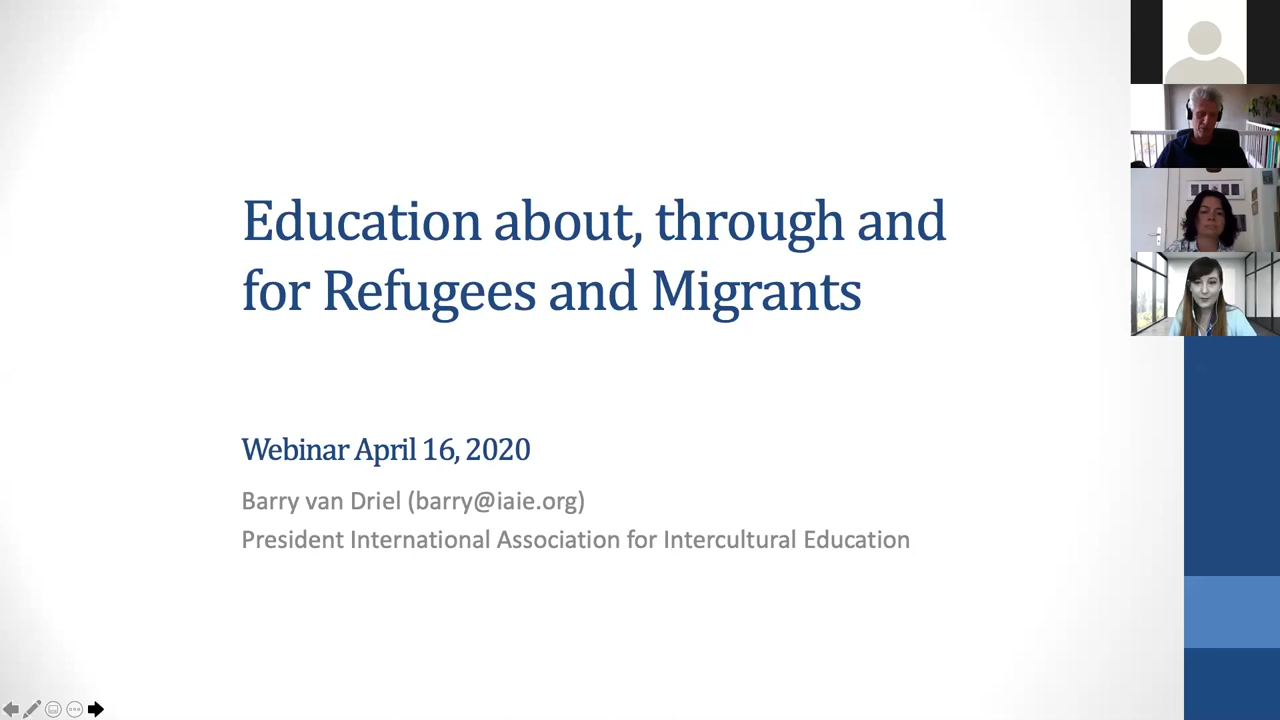 Education about, through and
for Refugees and Migrants
Webinar April 16, 2020
Barry van Driel (barry@iaie.org)
President International Association for Intercultural Education